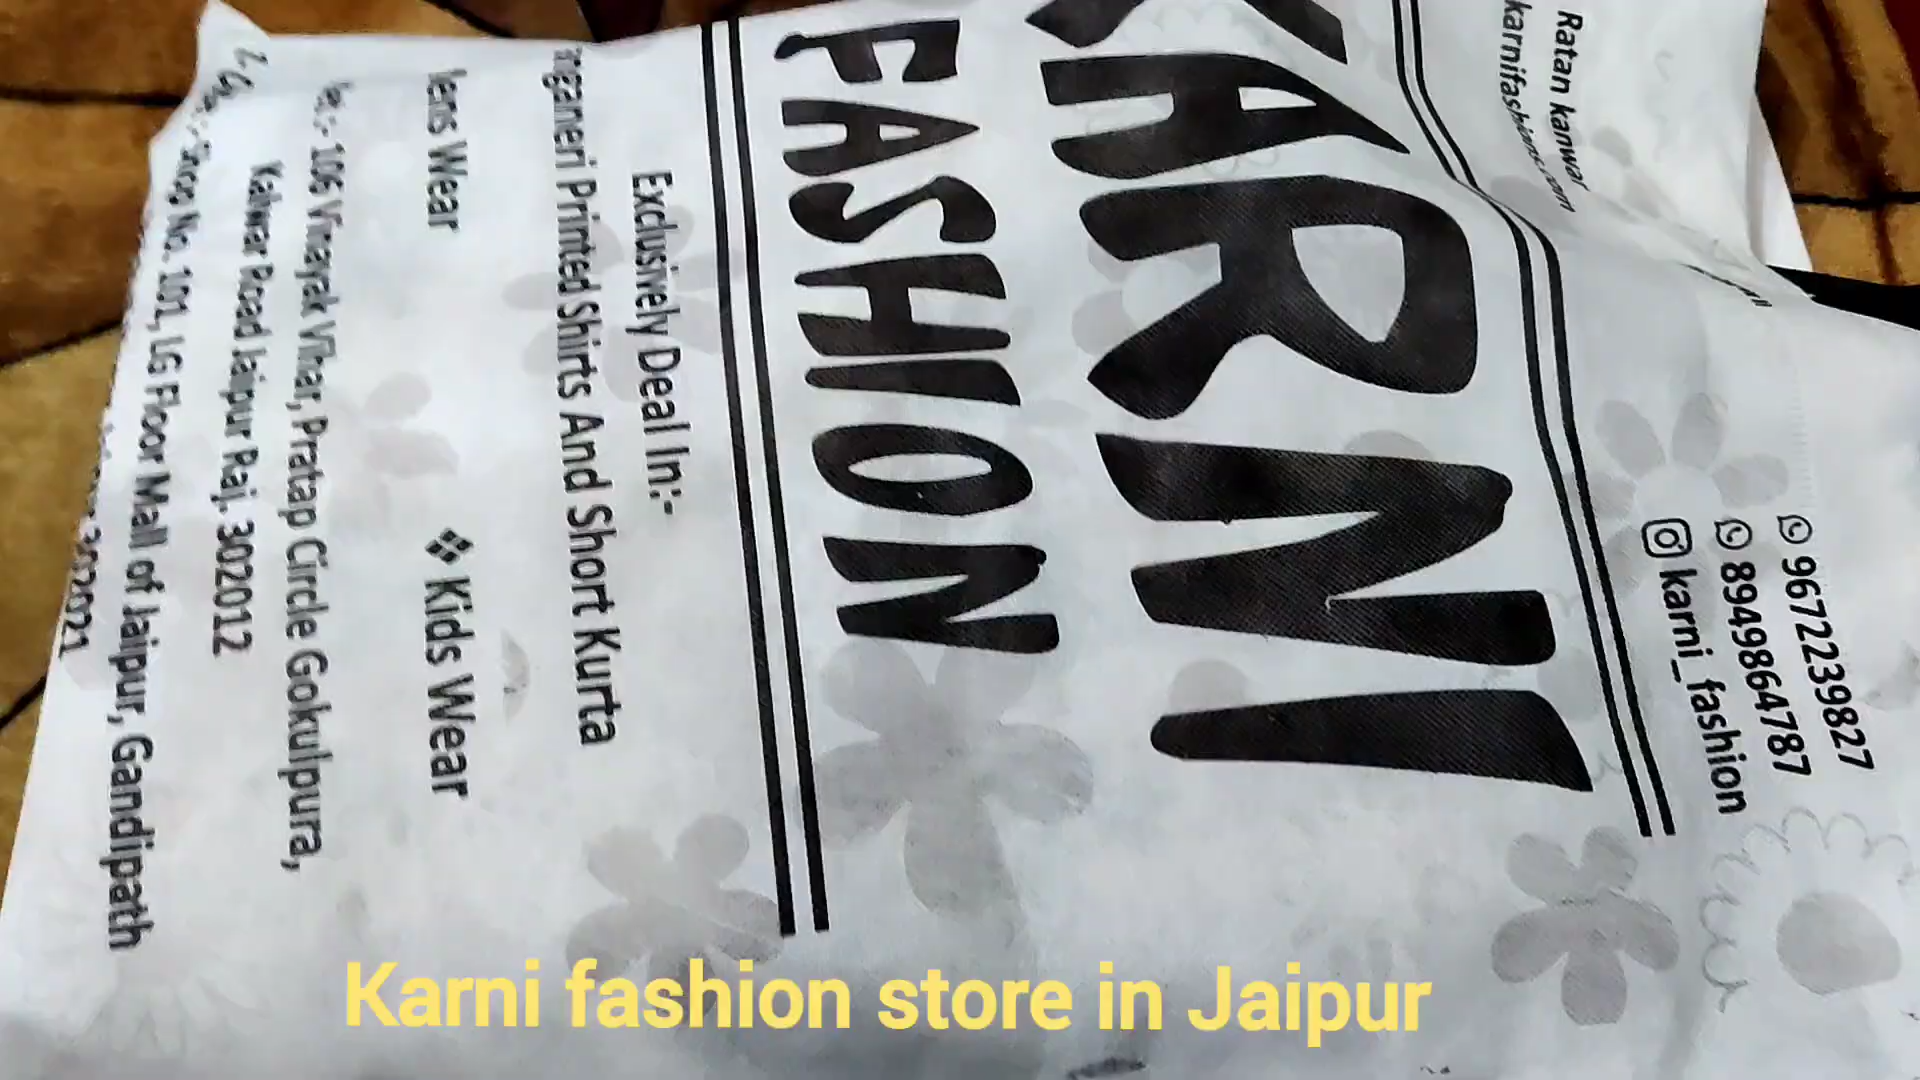 Ratan kanwar
karnifashions.com
9672239827
8949864787
karni_fashion
KARNI
FASHION
Exclusively Deal In:-
Printed Shirts And Short Kurta
Wear
❖ Kids Wear
106 Vinayak Vihar, Pratap Circle Gokulpura,
Kalwar Road Jaipur Raj. 302012
No. 101, LG Floor Mall of Jaipur, Gandipath
302021
Karni fashion store in Jaipur